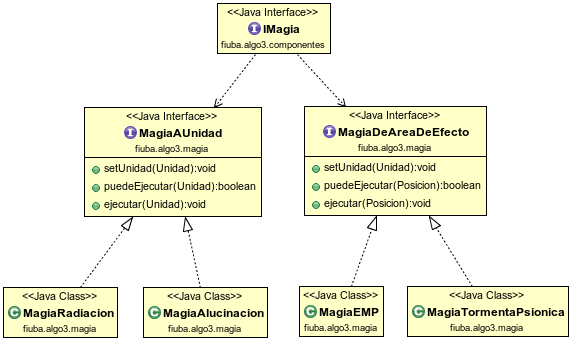 <<Java Interface>>
IMagia
fiuba.algo3.componentes
<<Java Interface>>
MagiaAUnidad
fiuba.algo3.magia
setUnidad(Unidad):void
puedeEjecutar(Unidad):boolean
ejecutar(Unidad):void
<<Java Interface>>
MagiaDeAreaDeEfecto
fiuba.algo3.magia
setUnidad(Unidad):void
puedeEjecutar(Posicion):boolean
ejecutar(Posicion):void
<<Java Class>>
MagiaRadiacion
fiuba.algo3.magia
<<Java Class>>
MagiaAlucinacion
fiuba.algo3.magia
<<Java Class>>
MagiaEMP
fiuba.algo3.magia
<<Java Class>>
MagiaTormentaPsionica
fiuba.algo3.magia